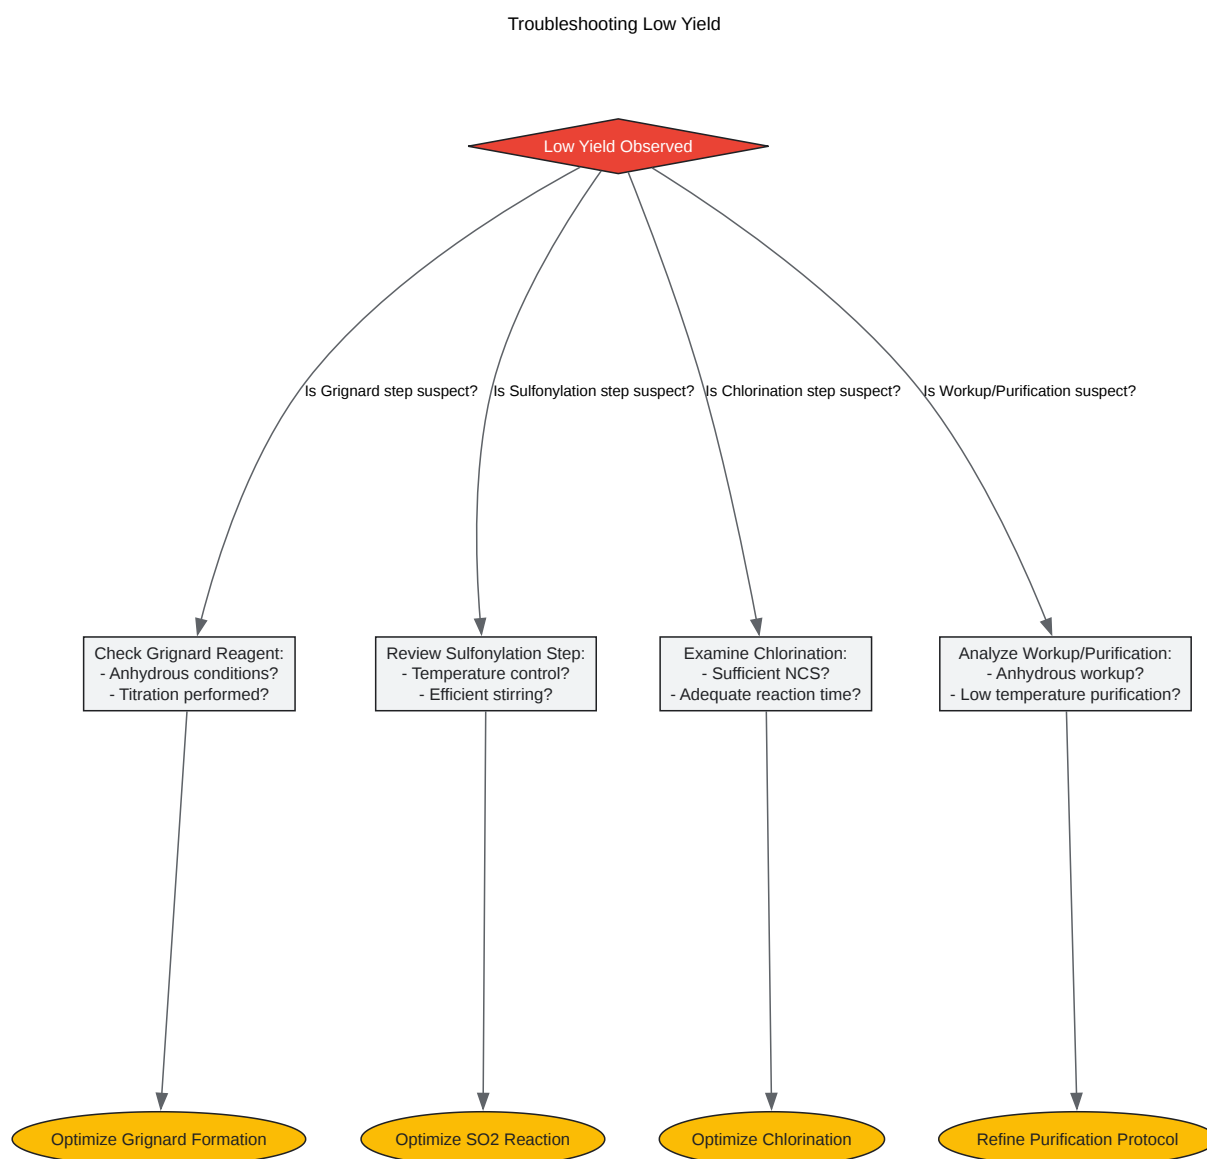 Troubleshooting Low Yield
Low Yield Observed
Is Grignard step suspect?
Is Sulfonylation step suspect?
Is Chlorination step suspect?
Is Workup/Purification suspect?
Check Grignard Reagent:
- Anhydrous conditions?
- Titration performed?
Review Sulfonylation Step:
- Temperature control?
- Efficient stirring?
Examine Chlorination:
- Sufficient NCS?
- Adequate reaction time?
Analyze Workup/Purification:
- Anhydrous workup?
- Low temperature purification?
Optimize Grignard Formation
Optimize SO2 Reaction
Optimize Chlorination
Refine Purification Protocol